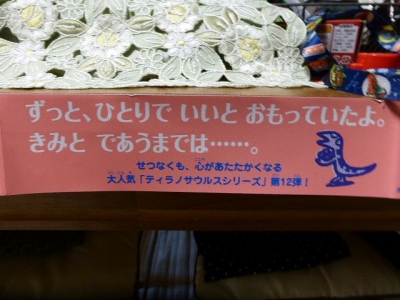 ずっと、ひとりで いいと おもっていたよ。
きみと であうまでは……。
せつなくも、心があたたかくなる
大人気「ティラノサウルスシリーズ」第12弾！